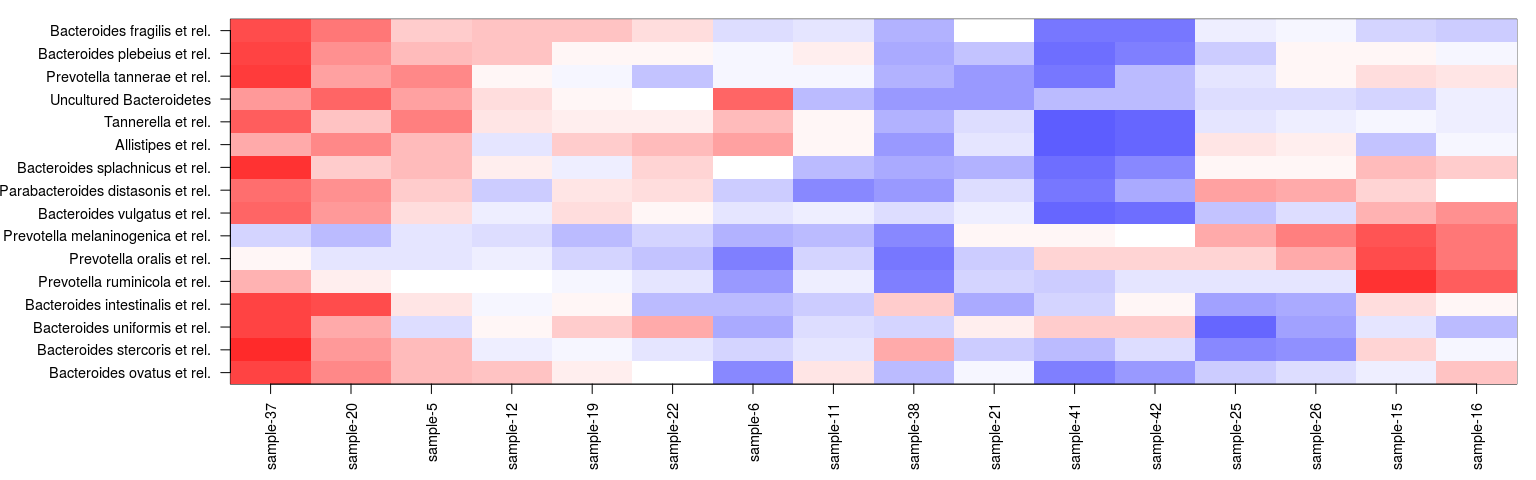 Bacteroides fragilis et rel.
Bacteroides plebeius et rel.
Prevotella tannerae et rel.
Uncultured Bacteroidetes
Tannerella et rel.
Allistipes et rel.
Bacteroides splachnicus et rel.
Parabacteroides distasonis et rel.
Bacteroides vulgatus et rel.
Prevotella melaninogenica et rel.
Prevotella oralis et rel.
Prevotella ruminicola et rel.
Bacteroides intestinalis et rel.
Bacteroides uniformis et rel.
Bacteroides stercoris et rel.
Bacteroides ovatus et rel.
sample-37
sample-20
sample-5
sample-12
sample-19
sample-22
sample-6
sample-11
sample-38
sample-21
sample-41
sample-42
sample-25
sample-26
sample-15
sample-16